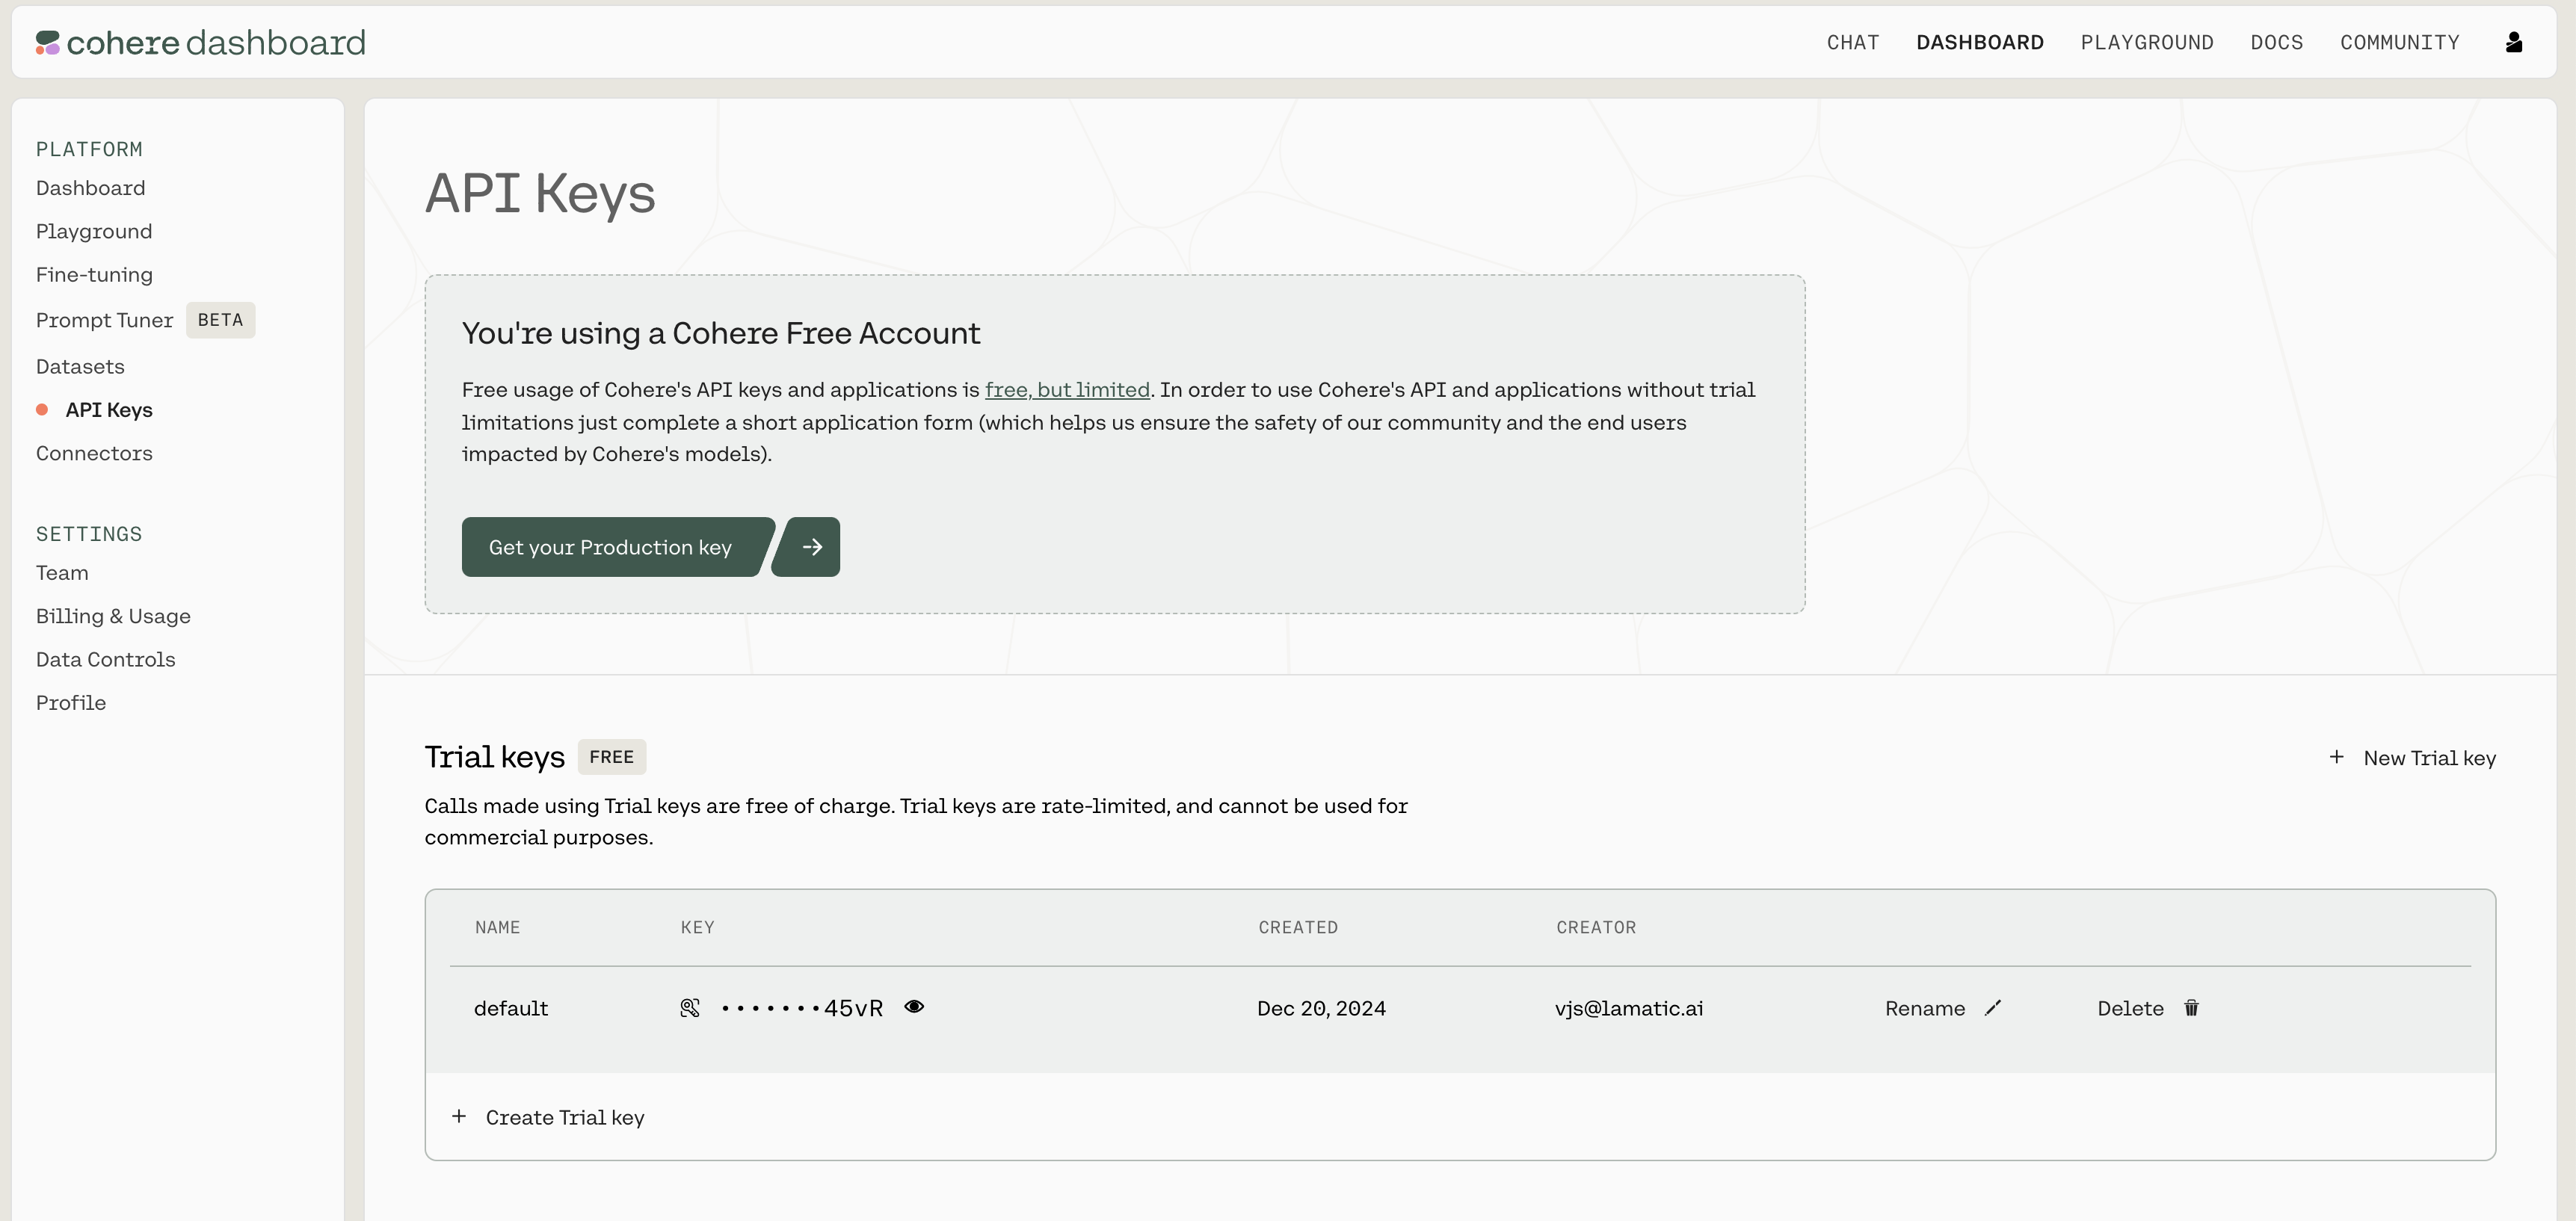 cohere dashboard
CHAT DASHBOARD PLAYGROUND DOCS COMMUNITY
PLATFORM
Dashboard
Playground
Fine-tuning
Prompt Tuner BETA
Datasets
API Keys
Connectors
SETTINGS
Team
Billing & Usage
Data Controls
Profile
API Keys
You're using a Cohere Free Account
Free usage of Cohere's API keys and applications is free, but limited. In order to use Cohere's API and applications without trial
limitations just complete a short application form (which helps us ensure the safety of our community and the end users
impacted by Cohere's models).
Get your Production key
Trial keys FREE
+ New Trial key
Calls made using Trial keys are free of charge. Trial keys are rate-limited, and cannot be used for
commercial purposes.
NAME KEY CREATED CREATOR
default •••••••45vR Dec 20, 2024 vjs@lamatic.ai Rename Delete
+ Create Trial key